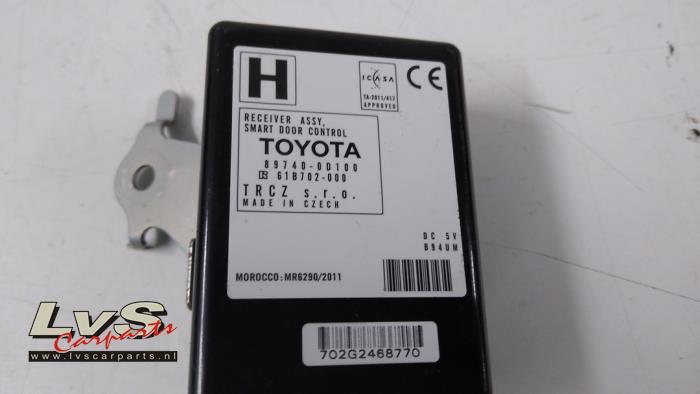 H
ICASA
TA-2011/417
APPROVED
CE
RECEIVER ASSY,
SMART DOOR CONTROL
TOYOTA
89740-0D100
61B702-000
TRCZ s.r.o.
MADE IN CZECH
DC 5V
B94UM
MOROCCO:MR6290/2011
702G2468770
LvS
Carparts
www.lvscarparts.nl